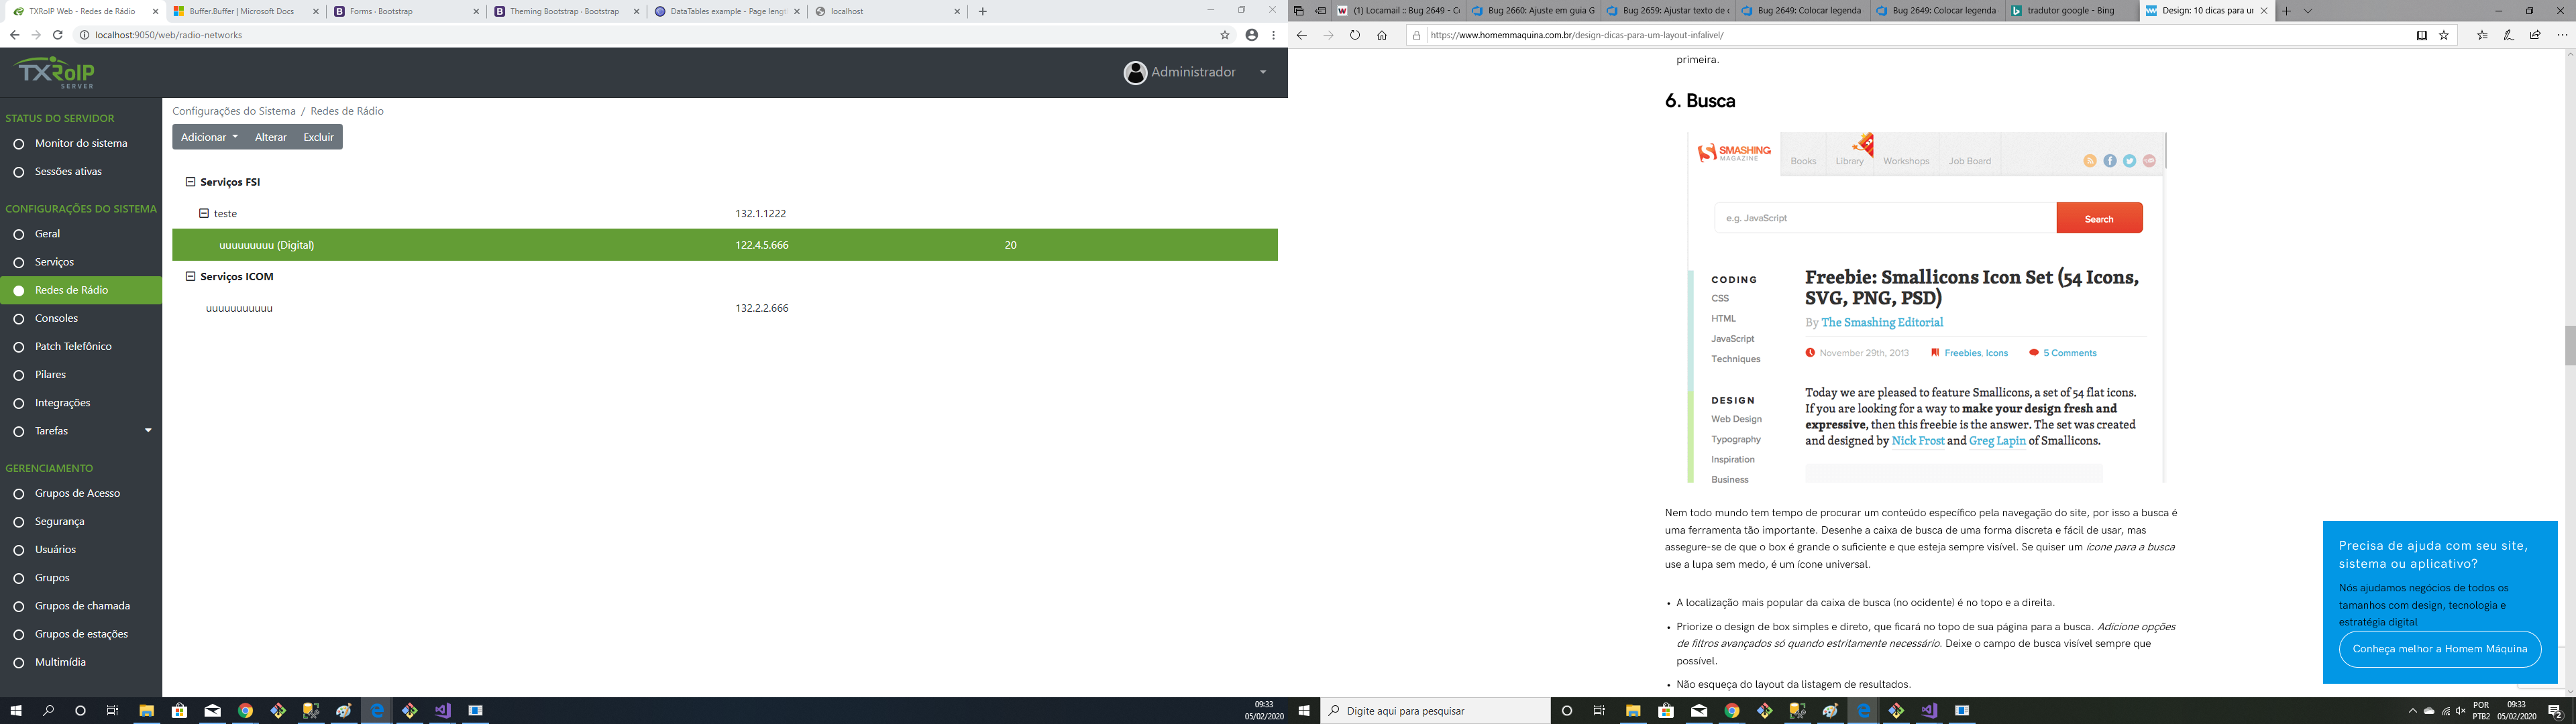 TXRoIP Web - Redes de Rádio
Buffer.Buffer | Microsoft Docs
Forms · Bootstrap
Theming Bootstrap · Bootstrap
DataTables example - Page leng
localhost
localhost:9050/web/radio-networks
TXRoIP
SERVER
Administrador
STATUS DO SERVIDOR
Monitor do sistema
Sessões ativas
CONFIGURAÇÕES DO SISTEMA
Geral
Serviços
Redes de Rádio
Consoles
Patch Telefônico
Pilares
Integrações
Tarefas
GERENCIAMENTO
Grupos de Acesso
Segurança
Usuários
Grupos
Grupos de chamada
Grupos de estações
Multimídia
Configurações do Sistema / Redes de Rádio
Adicionar Alterar Excluir
Serviços FSI
teste 132.1.1222
uuuuuuuuu (Digital) 122.4.5.666 20
Serviços ICOM
uuuuuuuuuuu 132.2.2.666
09:33
05/02/2020
(1) Locamail :: Bug 2649 - C
Bug 2660: Ajuste em guia G
Bug 2659: Ajustar texto de
Bug 2649: Colocar legenda
Bug 2649: Colocar legenda
tradutor google - Bing
Design: 10 dicas para um
https://www.homemmaquina.com.br/design-dicas-para-um-layout-infalivel/
primeira.
6. Busca
SMASHING
MAGAZINE
Books
Library
Workshops
Job Board
e.g. JavaScript
Search
CODING
CSS
HTML
JavaScript
Techniques
DESIGN
Web Design
Typography
Inspiration
Business
Freebie: Smallicons Icon Set (54 Icons,
SVG, PNG, PSD)
By The Smashing Editorial
November 29th, 2013 Freebies, Icons 5 Comments
Today we are pleased to feature Smallicons, a set of 54 flat icons.
If you are looking for a way to make your design fresh and
expressive, then this freebie is the answer. The set was created
and designed by Nick Frost and Greg Lapin of Smallicons.
Nem todo mundo tem tempo de procurar um conteúdo específico pela navegação do site, por isso a busca é
uma ferramenta tão importante. Desenhe a caixa de busca de uma forma discreta e fácil de usar, mas
assegure-se de que o box é grande o suficiente e que esteja sempre visível. Se quiser um ícone para a busca
use a lupa sem medo, é um ícone universal.
• A localização mais popular da caixa de busca (no ocidente) é no topo e a direita.
• Priorize o design de box simples e direto, que ficará no topo de sua página para a busca. Adicione opções
de filtros avançados só quando estritamente necessário. Deixe o campo de busca visível sempre que
possível.
• Não esqueça do layout da listagem de resultados.
Precisa de ajuda com seu site,
sistema ou aplicativo?
Nós ajudamos negócios de todos os
tamanhos com design, tecnologia e
estratégia digital
Conheça melhor a Homem Máquina
Digite aqui para pesquisar
POR
PTB2
09:33
05/02/2020